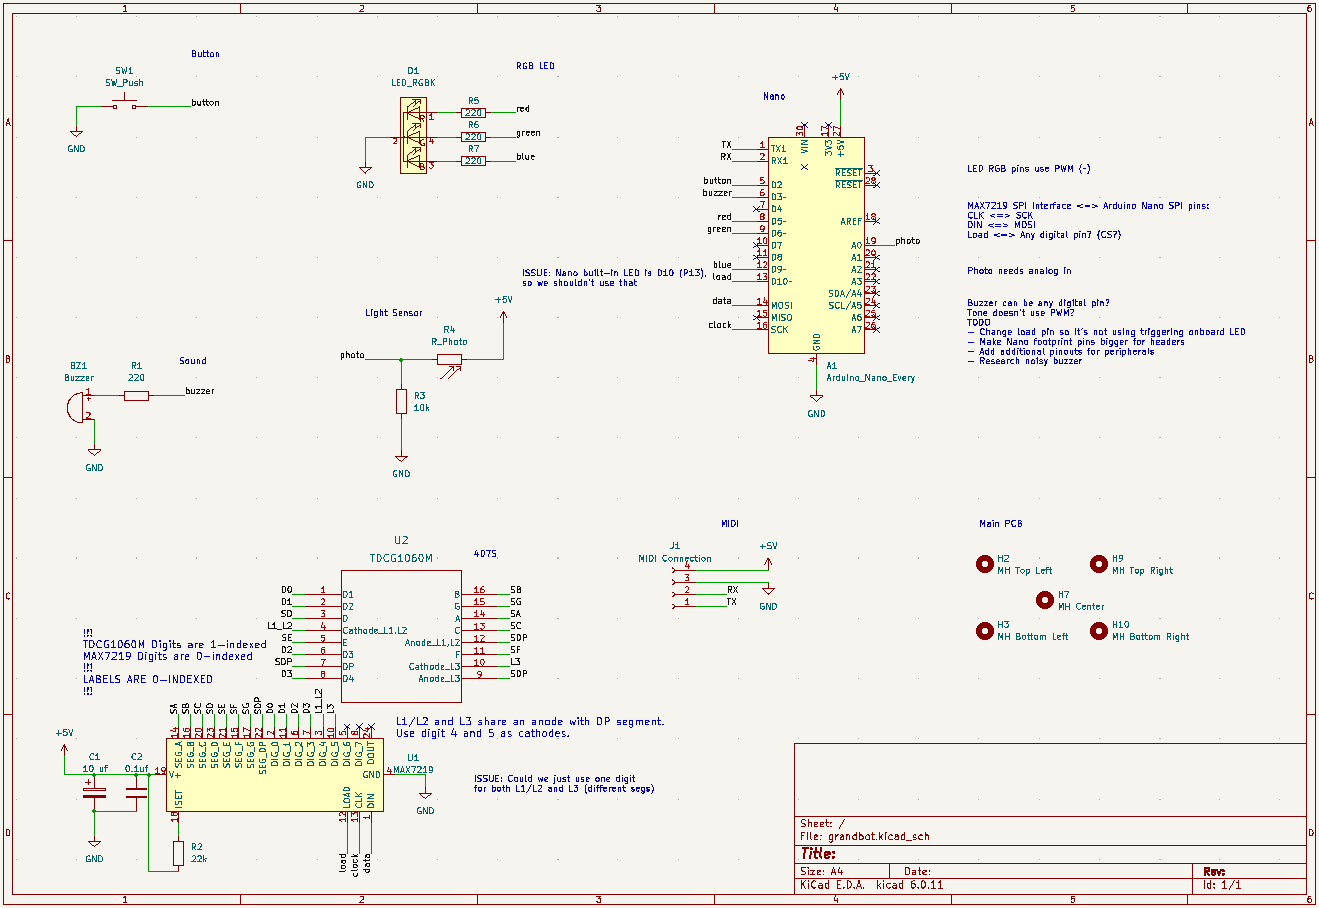 1 2 3 4 5 6
Button
SW1
SW_Push
button
GND
RGB LED
D1
LED_RGBK
R5
220
red
R6
220
green
R7
220
blue
R 1
2 G 4
B 3
GND
Nano
+5V
30 17 27
VIN 3V3 +5V
TX 1 TX1
RX 2 RX1
button 5 D2
buzzer 6 D3~
7 D4
red 8 D5~
green 9 D6~
10 D7
11 D8
blue 12 D9~
load 13 D10~
data 14 MOSI
15 MISO
clock 16 SCK
RESET 3
RESET 28
AREF 18
A0 19 photo
A1 20
A2 21
A3 22
SDA/A4 23
SCL/A5 24
A6 25
A7 26
GND
4
A1
Arduino_Nano_Every
GND
LED RGB pins use PWM (~)
MAX7219 SPI Interface <=> Arduino Nano SPI pins:
CLK <=> SCK
DIN <=> MOSI
Load <=> Any digital pin? (CS?)
Photo needs analog in
Buzzer can be any digital pin?
Tone doesn't use PWM?
TODO
- Change load pin so it's not using triggering onboard LED
- Make Nano footprint pins bigger for headers
- Add additional pinouts for peripherals
- Research noisy buzzer
ISSUE: Nano built-in LED is D10 (P13),
so we shouldn't use that
Light Sensor
+5V
R4
R_Photo
photo
R3
10k
GND
Sound
BZ1
Buzzer
R1
220
buzzer
1
+
2
GND
U2
TDCG1060M
4D7S
D0 1 D1
D1 2 D2
SD 3 D
L1_L2 4 Cathode_L1,L2
SE 5 E
D2 6 D3
SDP 7 DP
D3 8 D4
B 16 SB
G 15 SG
A 14 SA
C 13 SC
Anode_L1,L2 12 SDP
F 11 SF
Cathode_L3 10 L3
Anode_L3 9 SDP
!!!
TDCG1060M Digits are 1-indexed
MAX7219 Digits are 0-indexed
!!!
LABELS ARE 0-INDEXED
!!!
L1/L2 and L3 share an anode with DP segment.
Use digit 4 and 5 as cathodes.
ISSUE: Could we just use one digit
for both L1/L2 and L3 (different segs)
MIDI
J1
MIDI Connection
4
3
2 RX
1 TX
+5V
GND
Main PCB
H2
MH Top Left
H9
MH Top Right
H7
MH Center
H3
MH Bottom Left
H10
MH Bottom Right
SA SB SC SD SE SF SG SDP D0 D1 D2 D3 L1_L2 L3
14 16 20 23 21 15 17 22 2 11 6 7 3 10 5 8 24
SEG_A SEG_B SEG_C SEG_D SEG_E SEG_F SEG_G SEG_DP DIG_0 DIG_1 DIG_2 DIG_3 DIG_4 DIG_5 DIG_6 DIG_7 DOUT
+5V
C1
10 uf
+
C2
0.1uf
19 V+
GND 4
U1
MAX7219
GND
ISET
18
LOAD CLK DIN
12 13 1
load clock data
R2
22k
GND
Sheet: /
File: grandbot.kicad_sch
Title:
Size: A4 Date: Rev:
KiCad E.D.A. kicad 6.0.11 Id: 1/1
A
B
C
D
A
B
C
D
1 2 3 4 5 6